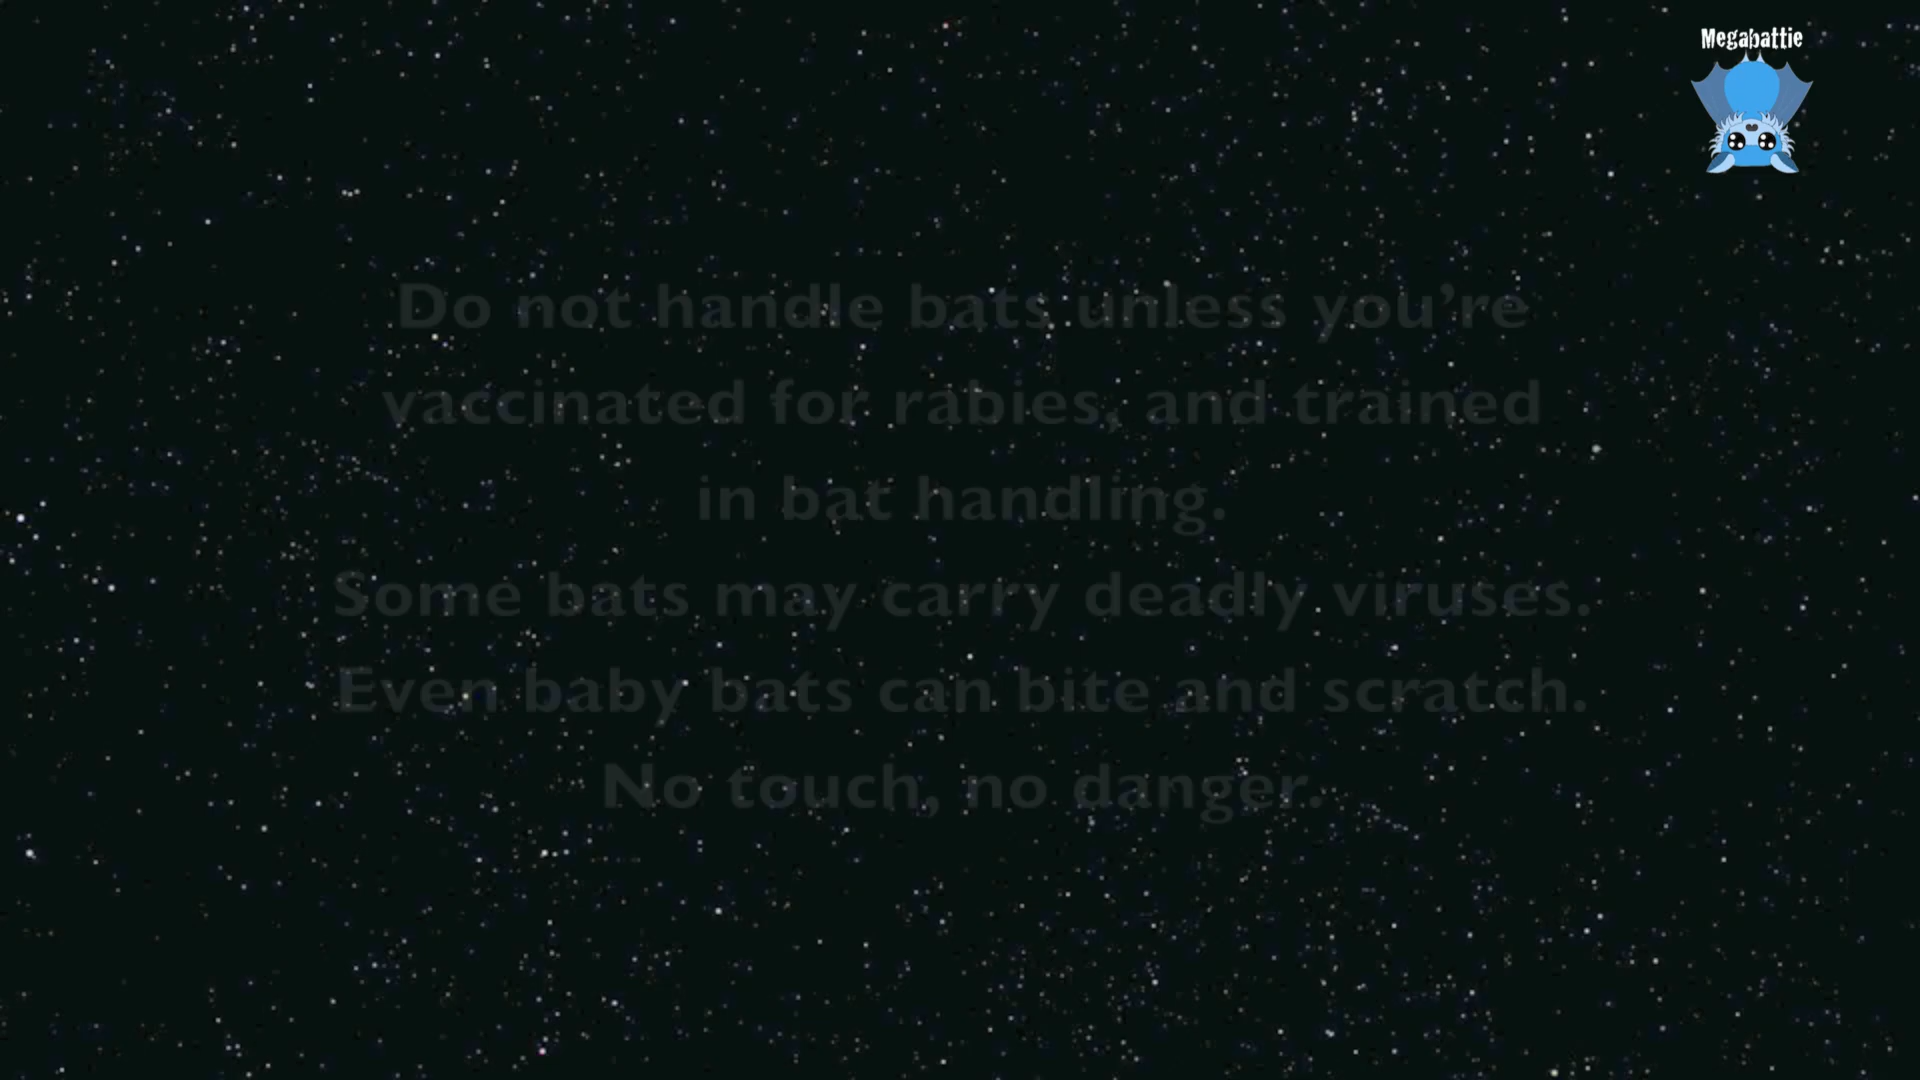 Megabattie
Do not handle bats unless you’re
vaccinated for rabies, and trained
in bat handling.
Some bats may carry deadly viruses.
Even baby bats can bite and scratch.
No touch, no danger.